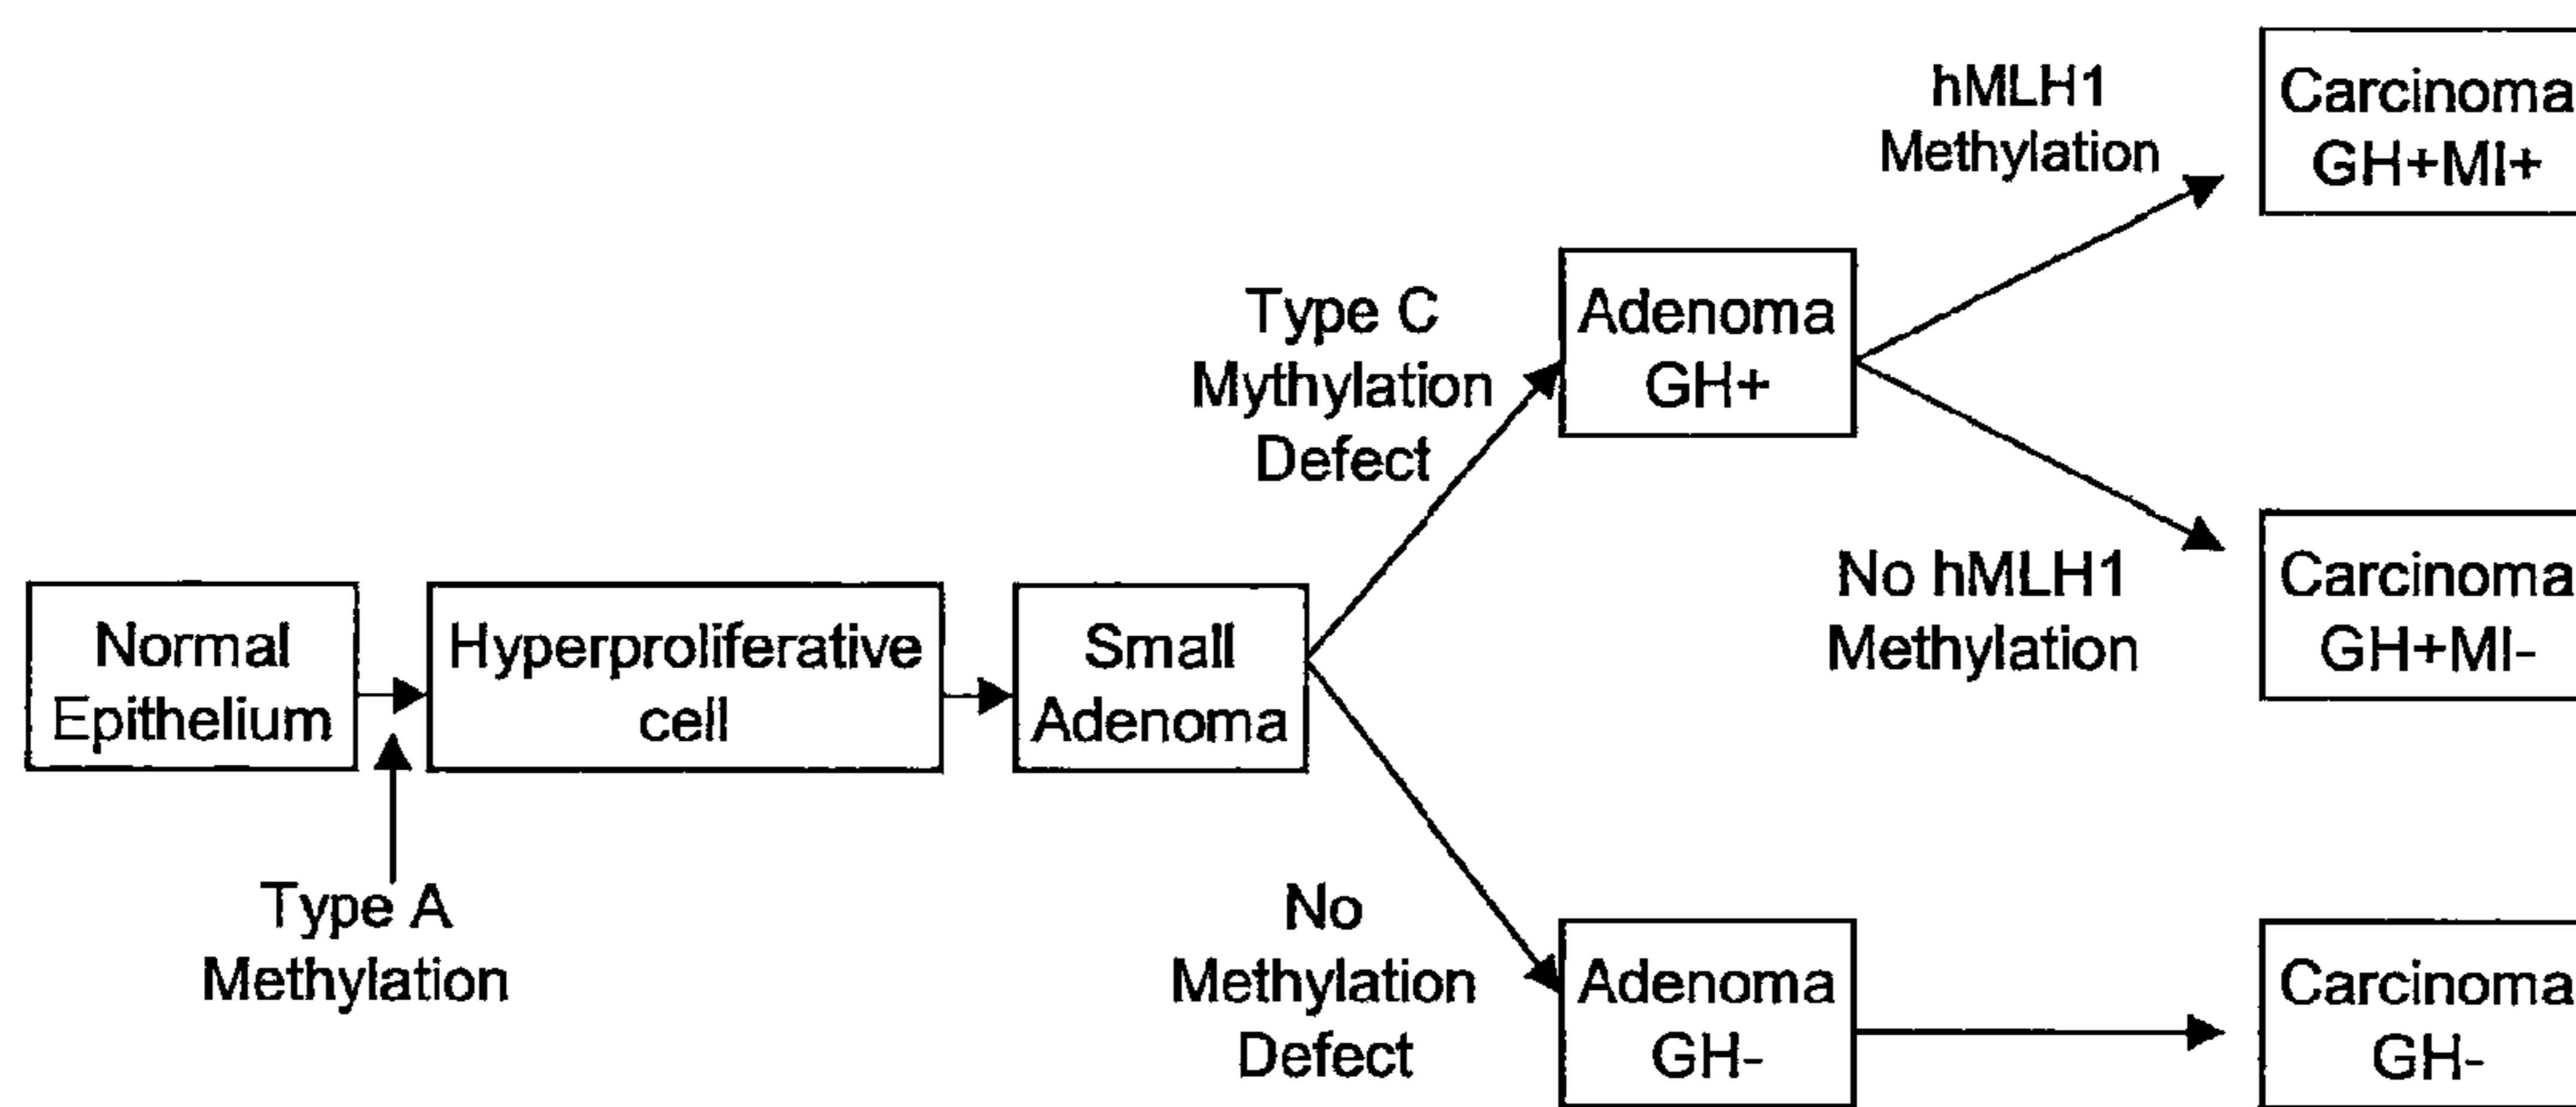 hMLH1
Methylation
Carcinoma
GH+MI+
Type C
Mythylation
Defect
Adenoma
GH+
No hMLH1
Methylation
Carcinoma
GH+MI-
Normal
Epithelium
Hyperproliferative
cell
Small
Adenoma
Type A
Methylation
No
Methylation
Defect
Adenoma
GH-
Carcinoma
GH-